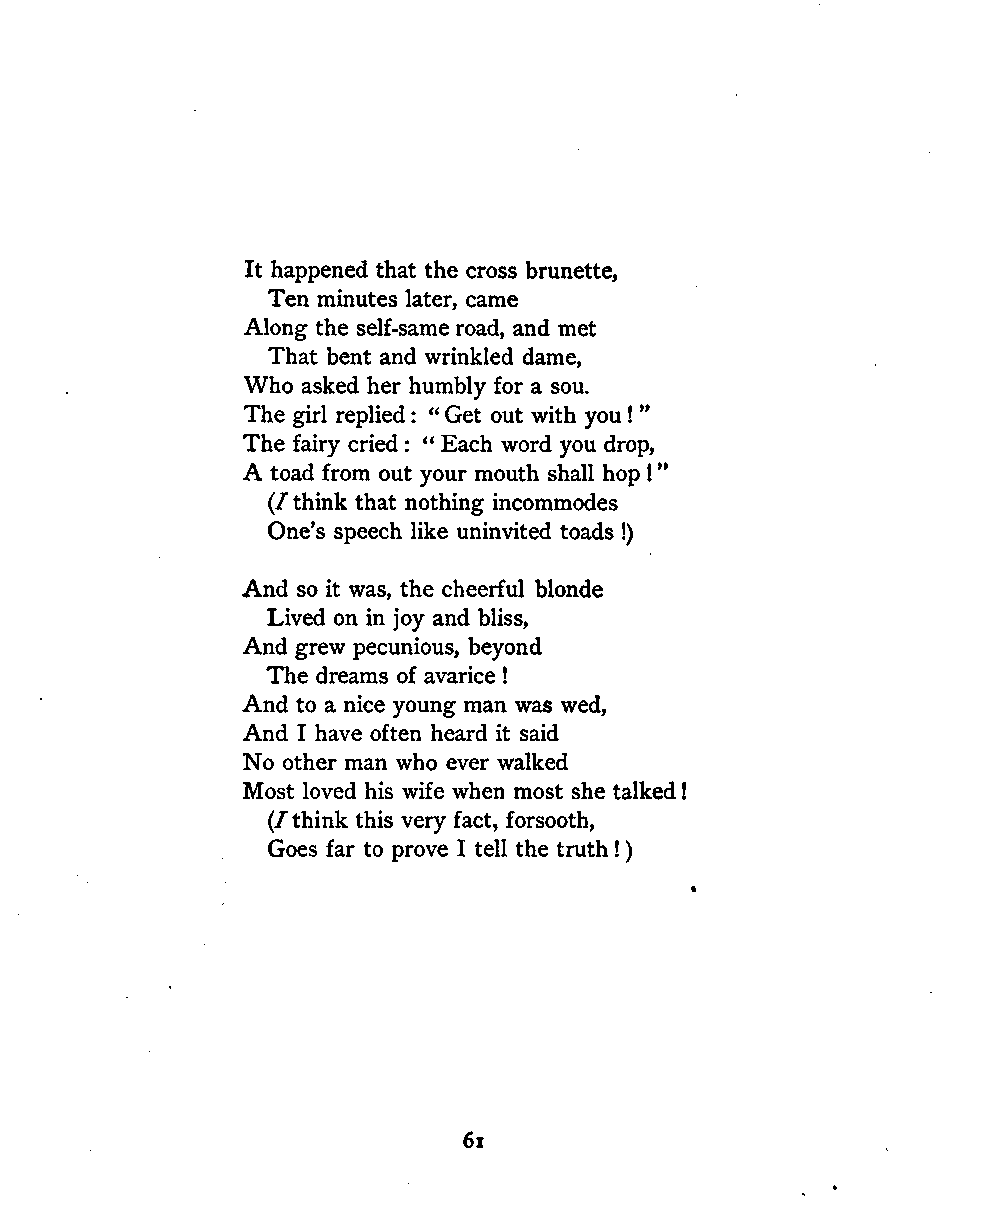 It happened that the cross brunette,
Ten minutes later, came
Along the self-same road, and met
That bent and wrinkled dame,
Who asked her humbly for a sou.
The girl replied: “Get out with you!”
The fairy cried: “Each word you drop,
A toad from out your mouth shall hop!”
(I think that nothing incommodes
One's speech like uninvited toads!)

And so it was, the cheerful blonde
Lived on in joy and bliss,
And grew pecunious, beyond
The dreams of avarice!
And to a nice young man was wed,
And I have often heard it said
No other man who ever walked
Most loved his wife when most she talked!
(I think this very fact, forsooth,
Goes far to prove I tell the truth!)

61